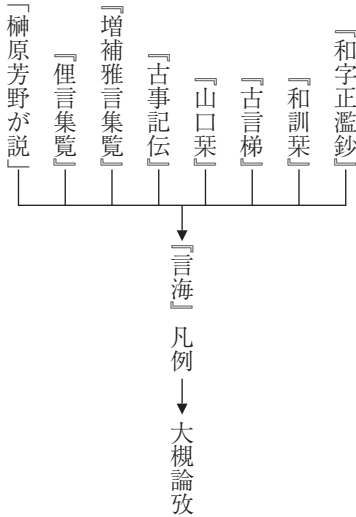 『和字正濫鈔』
『和訓栞』
『古言梯』
『山口栞』
『古事記伝』
『増補雅言集覧』
『俚言集覧』
「榊原芳野が説」
『言海』凡例
大槻論攷